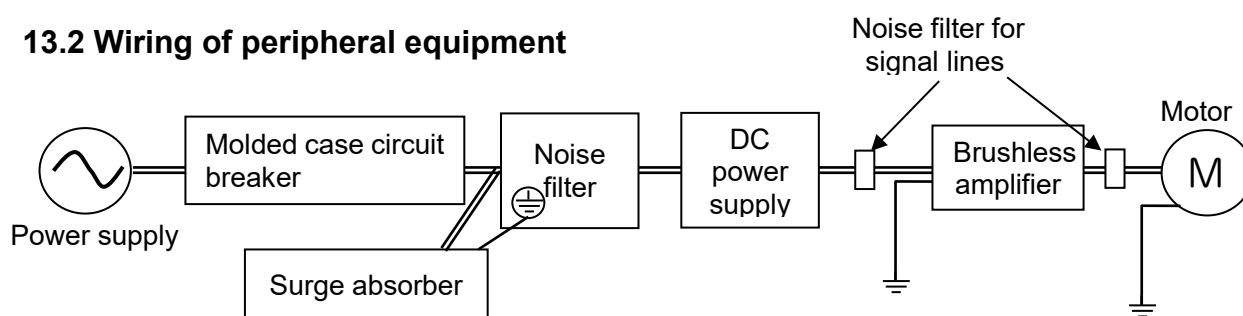 13.2 Wiring of peripheral equipment
Noise filter for
signal lines
Motor
Molded case circuit
breaker
Noise
filter
DC
power
supply
Brushless
amplifier
M
Power supply
Surge absorber